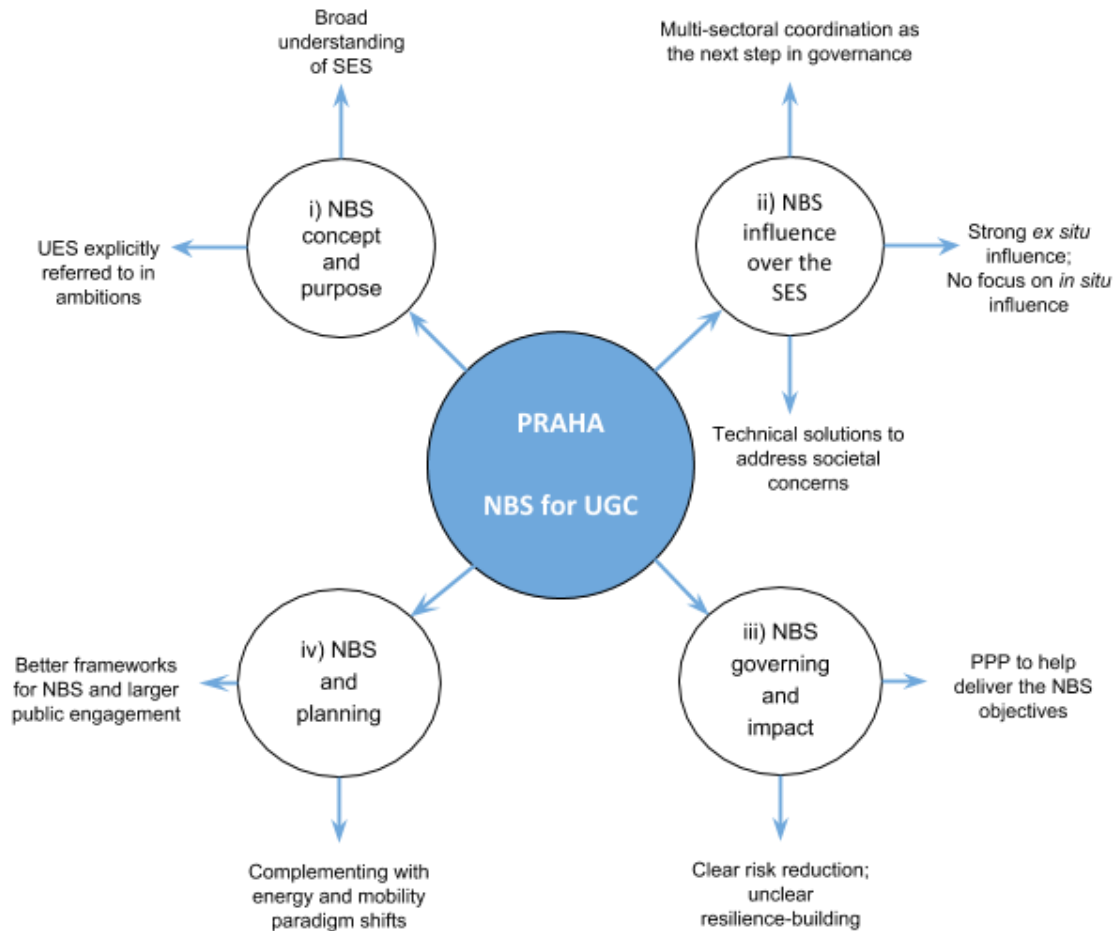 Broad
understanding
of SES
Multi-sectoral coordination as
the next step in governance
i) NBS
concept
and
purpose
UES explicitly
referred to in
ambitions
ii) NBS
influence
over the
SES
Strong ex situ
influence;
No focus on in situ
influence
Technical solutions to
address societal
concerns
PRAHA
NBS for UGC
iv) NBS
and
planning
Better frameworks
for NBS and larger
public engagement
Complementing with
energy and mobility
paradigm shifts
iii) NBS
governing
and
impact
PPP to help
deliver the NBS
objectives
Clear risk reduction;
unclear
resilience-building